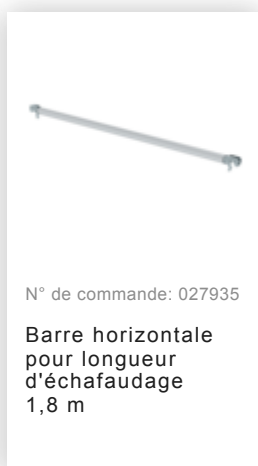 N° de commande: 027935
Barre horizontale
pour longueur
d'échafaudage
1,8 m